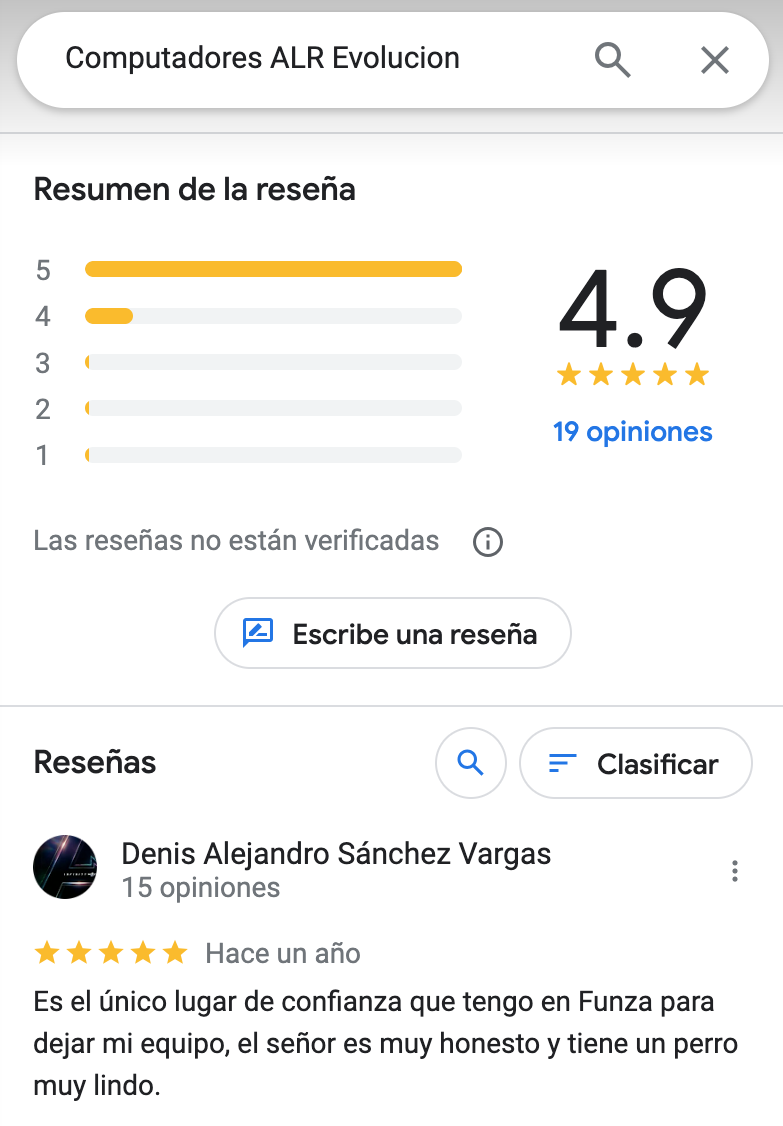 Computadores ALR Evolucion
Resumen de la reseña
5
4
3
2
1
4.9
19 opiniones
Las reseñas no están verificadas
Escribe una reseña
Reseñas
Clasificar
Denis Alejandro Sánchez Vargas
15 opiniones
Hace un año
Es el único lugar de confianza que tengo en Funza para
dejar mi equipo, el señor es muy honesto y tiene un perro
muy lindo.